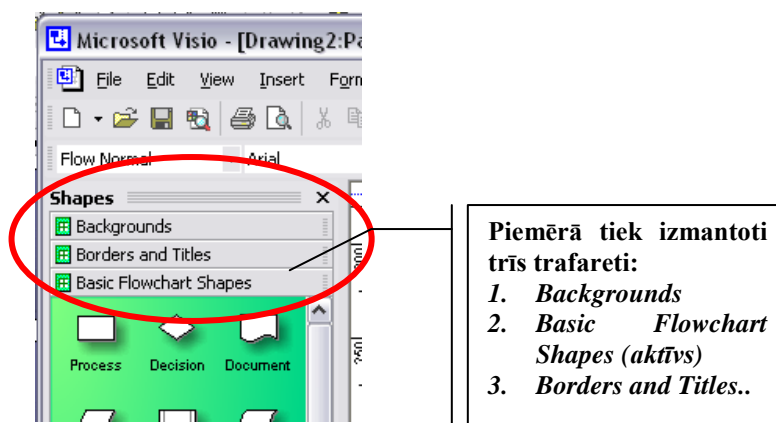 Microsoft Visio - [Drawing2:Pa
File Edit View Insert Forn
Flow Normal Arial
Shapes
Backgrounds
Borders and Titles
Basic Flowchart Shapes
Process Decision Document
Piemērā tiek izmantoti
trīs trafareti:
1. Backgrounds
2. Basic Flowchart
Shapes (aktīvs)
3. Borders and Titles..